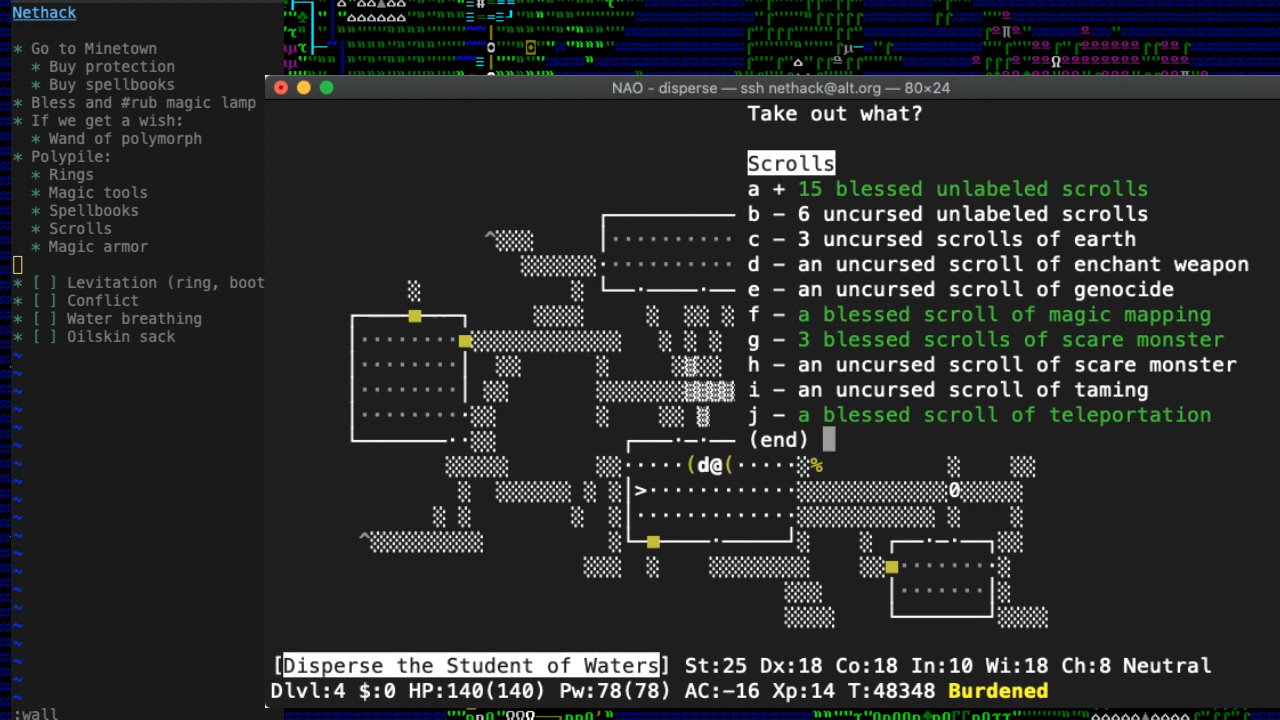 Nethack
* Go to Minetown
* Buy protection
* Buy spellbooks
* Bless and #rub magic lamp
* If we get a wish:
* Wand of polymorph
* Polypile:
* Rings
* Magic tools
* Spellbooks
* Scrolls
* Magic armor
* [ ] Levitation (ring, boot
* [ ] Conflict
* [ ] Water breathing
* [ ] Oilskin sack
:wall
NAO - disperse — ssh nethack@alt.org — 80×24
Take out what?
Scrolls
a + 15 blessed unlabeled scrolls
b - 6 uncursed unlabeled scrolls
c - 3 uncursed scrolls of earth
d - an uncursed scroll of enchant weapon
e - an uncursed scroll of genocide
f - a blessed scroll of magic mapping
g - 3 blessed scrolls of scare monster
h - an uncursed scroll of scare monster
i - an uncursed scroll of taming
j - a blessed scroll of teleportation
(end)
[Disperse the Student of Waters] St:25 Dx:18 Co:18 In:10 Wi:18 Ch:8 Neutral
Dlvl:4 $:0 HP:140(140) Pw:78(78) AC:-16 Xp:14 T:48348 Burdened